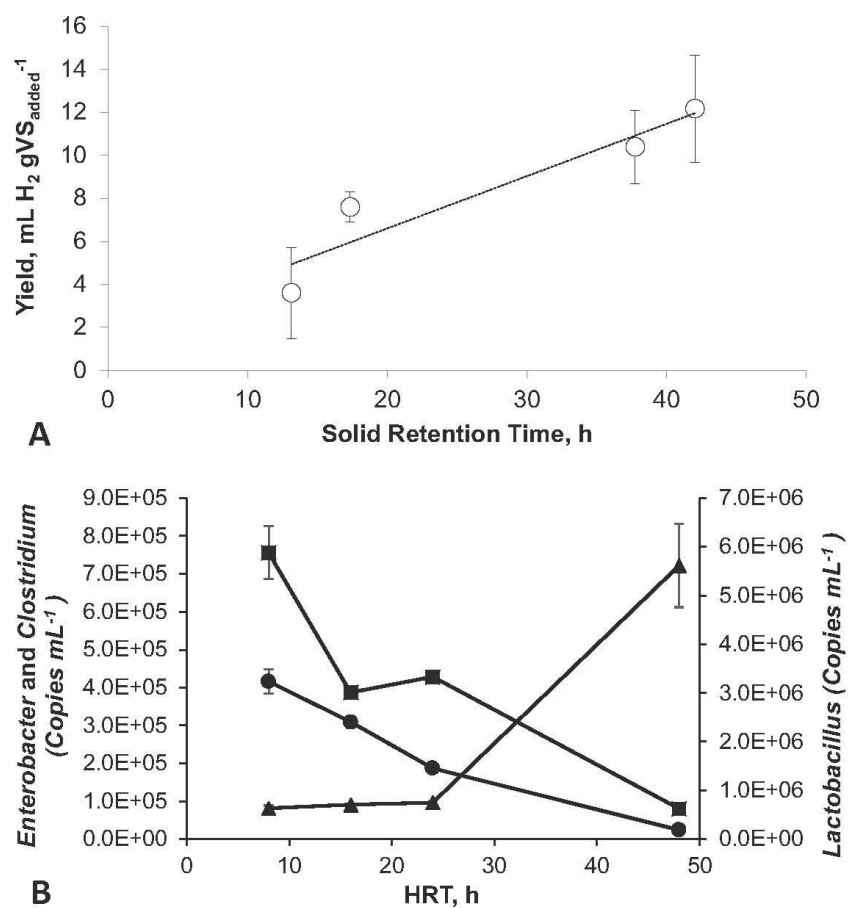 16
14
12
10
8
6
4
2
0
Yield, mL H₂ gVSadded⁻¹
0 10 20 30 40 50
Solid Retention Time, h
A
9.0E+05
8.0E+05
7.0E+05
6.0E+05
5.0E+05
4.0E+05
3.0E+05
2.0E+05
1.0E+05
0.0E+00
Enterobacter and Clostridium
(Copies mL⁻¹)
7.0E+06
6.0E+06
5.0E+06
4.0E+06
3.0E+06
2.0E+06
1.0E+06
0.0E+00
Lactobacillus (Copies mL⁻¹ )
0 10 20 30 40 50
HRT, h
B